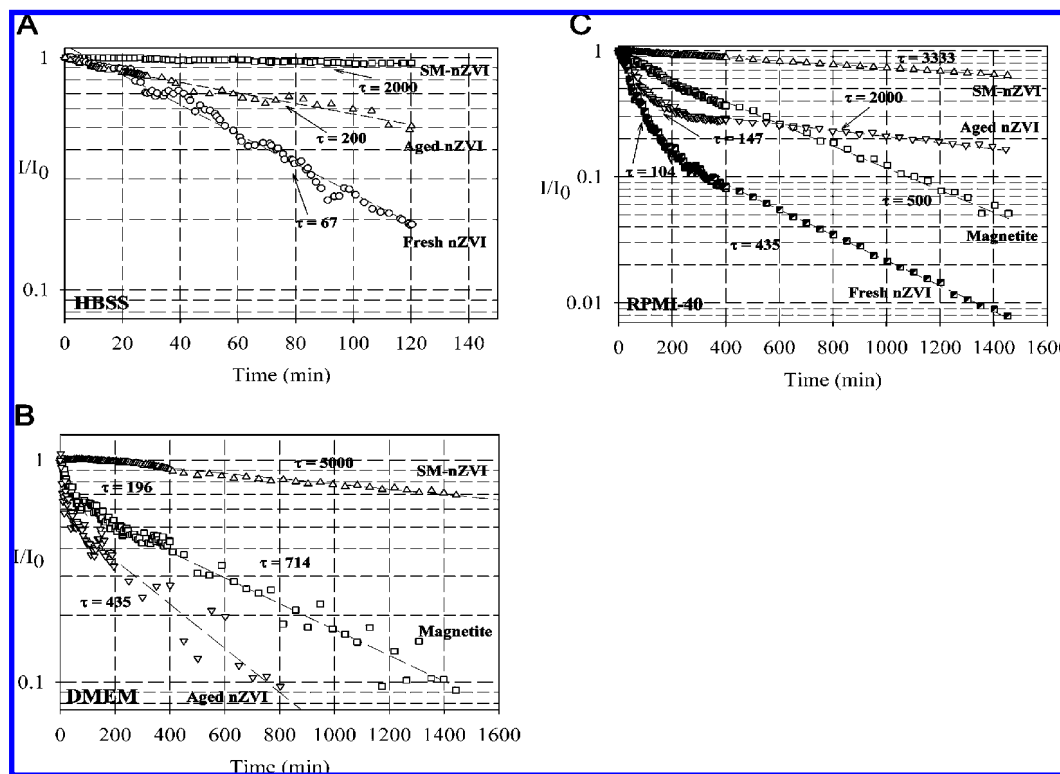 A
1
SM-nZVI
τ = 2000
τ = 200
Aged nZVI
I/I0
τ = 67
Fresh nZVI
0.1
HBSS
0 20 40 60 80 100 120 140
Time (min)
B
1
τ = 5000
SM-nZVI
τ = 196
I/I0
τ = 714
τ = 435
Magnetite
0.1
DMEM
Aged nZVI
0 200 400 600 800 1000 1200 1400 1600
Time (min)
C
1
τ = 3333
SM-nZVI
τ = 2000
Aged nZVI
τ = 147
τ = 104
I/I0
0.1
τ = 500
Magnetite
τ = 435
Fresh nZVI
0.01
RPMI-40
0 200 400 600 800 1000 1200 1400 1600
Time (min)